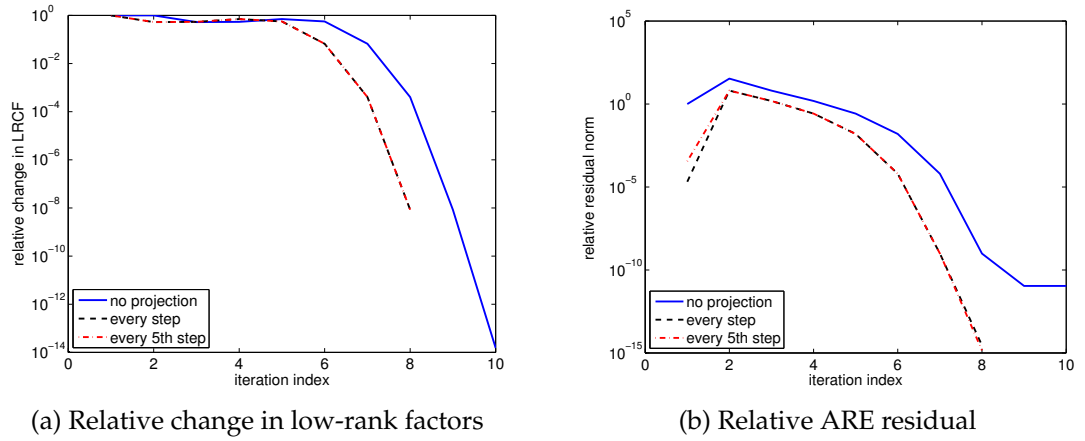 10^0
10^-2
10^-4
10^-6
10^-8
10^-10
10^-12
10^-14
relative change in LRCF
no projection
every step
every 5th step
0 2 4 6 8 10
iteration index
(a) Relative change in low-rank factors
10^5
10^0
10^-5
10^-10
10^-15
relative residual norm
no projection
every step
every 5th step
0 2 4 6 8 10
iteration index
(b) Relative ARE residual